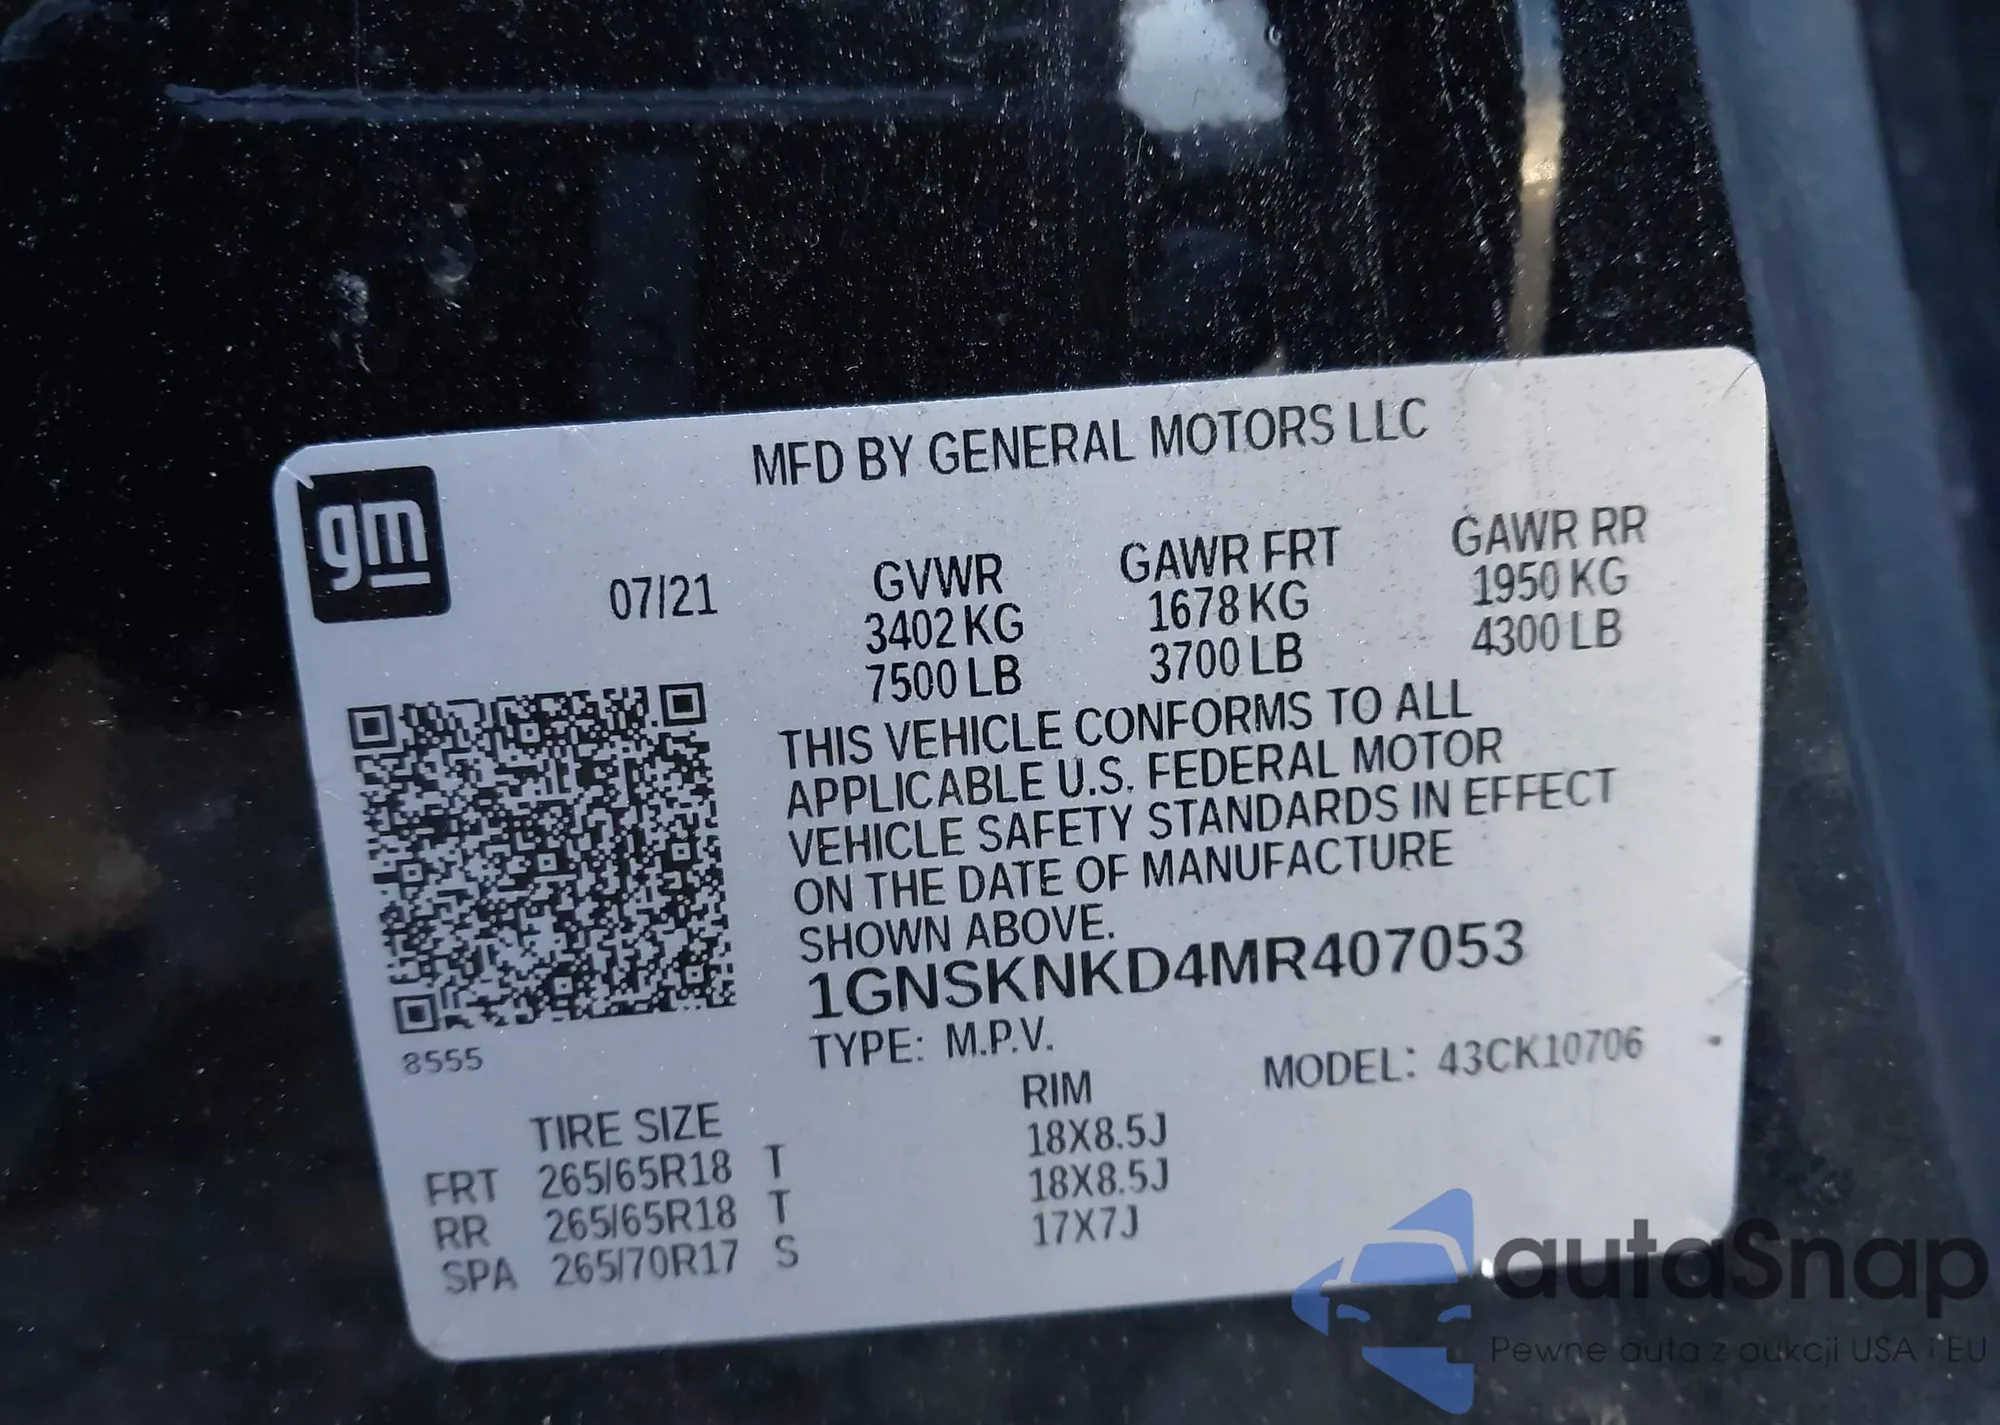 MFD BY GENERAL MOTORS LLC
gm
07/21
GVWR GAWR FRT GAWR RR
3402 KG 1678 KG 1950 KG
7500 LB 3700 LB 4300 LB
THIS VEHICLE CONFORMS TO ALL
APPLICABLE U.S. FEDERAL MOTOR
VEHICLE SAFETY STANDARDS IN EFFECT
ON THE DATE OF MANUFACTURE
SHOWN ABOVE.
1GNSKNKD4MR407053
8555
TYPE: M.P.V. MODEL: 43CK10706
TIRE SIZE RIM
FRT 265/65R18 T 18X8.5J
RR 265/65R18 T 18X8.5J
SPA 265/70R17 S 17X7J
autaSnap
Pewne auta z aukcji USA i EU